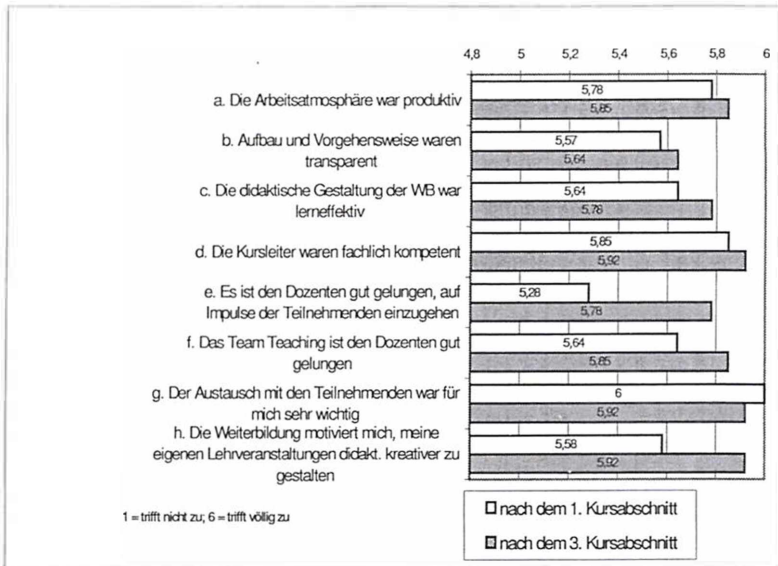 4,8 5 5,2 5,4 5,6 5,8 6
a. Die Arbeitsatmosphäre war produktiv
5,78
5,85
b. Aufbau und Vorgehensweise waren
transparent
5,57
5,64
c. Die didaktische Gestaltung der WB war
lerneffektiv
5,64
5,78
d. Die Kursleiter waren fachlich kompetent
5,85
5,92
e. Es ist den Dozenten gut gelungen, auf
Impulse der Teilnehmenden einzugehen
5,28
5,78
f. Das Team Teaching ist den Dozenten gut
gelungen
5,64
5,85
g. Der Austausch mit den Teilnehmenden war für
mich sehr wichtig
6
5,92
h. Die Weiterbildung motiviert mich, meine
eigenen Lehrveranstaltungen didakt. kreativer zu
gestalten
5,58
5,92
1 = trifft nicht zu; 6 = trifft völlig zu
nach dem 1. Kursabschnitt
nach dem 3. Kursabschnitt